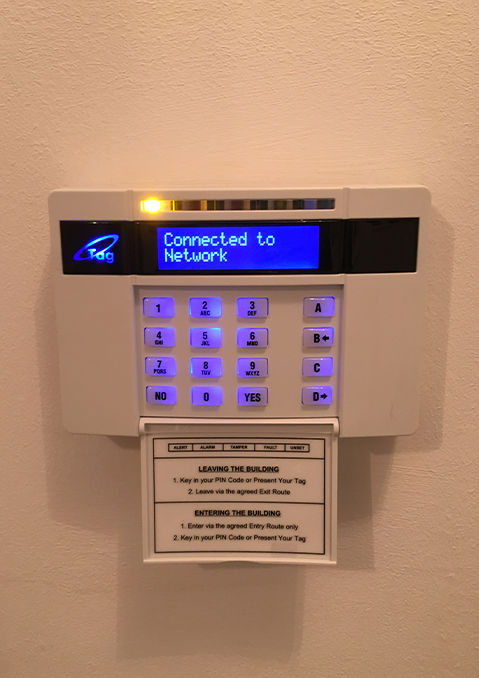 Connected to
Network
Tag
1 2 ABC 3 DEF A
4 GHI 5 JKL 6 MNO B←
7 PQRS 8 TUV 9 WXYZ C
NO 0 YES D→
ALERT ALARM TAMPER FAULT UNSET
LEAVING THE BUILDING
1. Key in your PIN Code or Present Your Tag
2. Leave via the agreed Exit Route
ENTERING THE BUILDING
1. Enter via the agreed Entry Route only
2. Key in your PIN Code or Present Your Tag